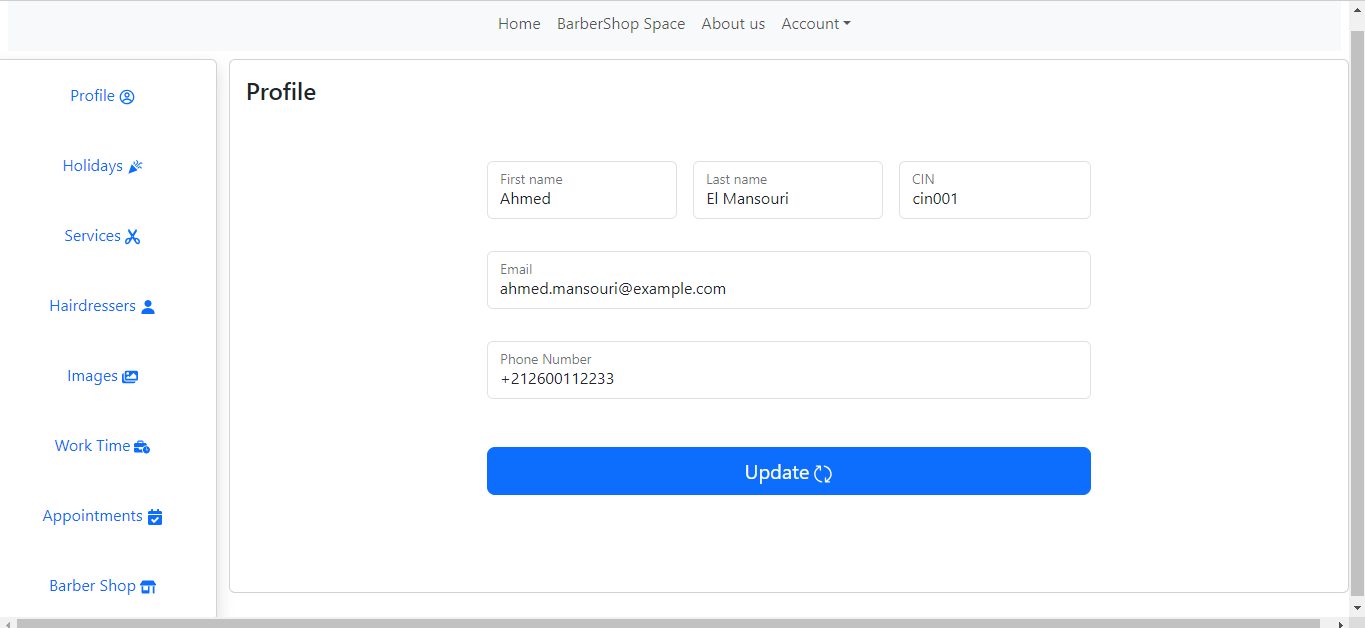 Home BarberShop Space About us Account
Profile
Holidays
Services
Hairdressers
Images
Work Time
Appointments
Barber Shop
Profile
First name Last name CIN
Ahmed El Mansouri cin001
Email
ahmed.mansouri@example.com
Phone Number
+212600112233
Update